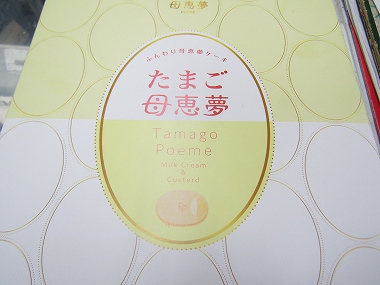 母恵夢
ふんわり母恵夢ケーキ
たまご
母恵夢
Tamago
Poeme
Milk Cream
&
Custard